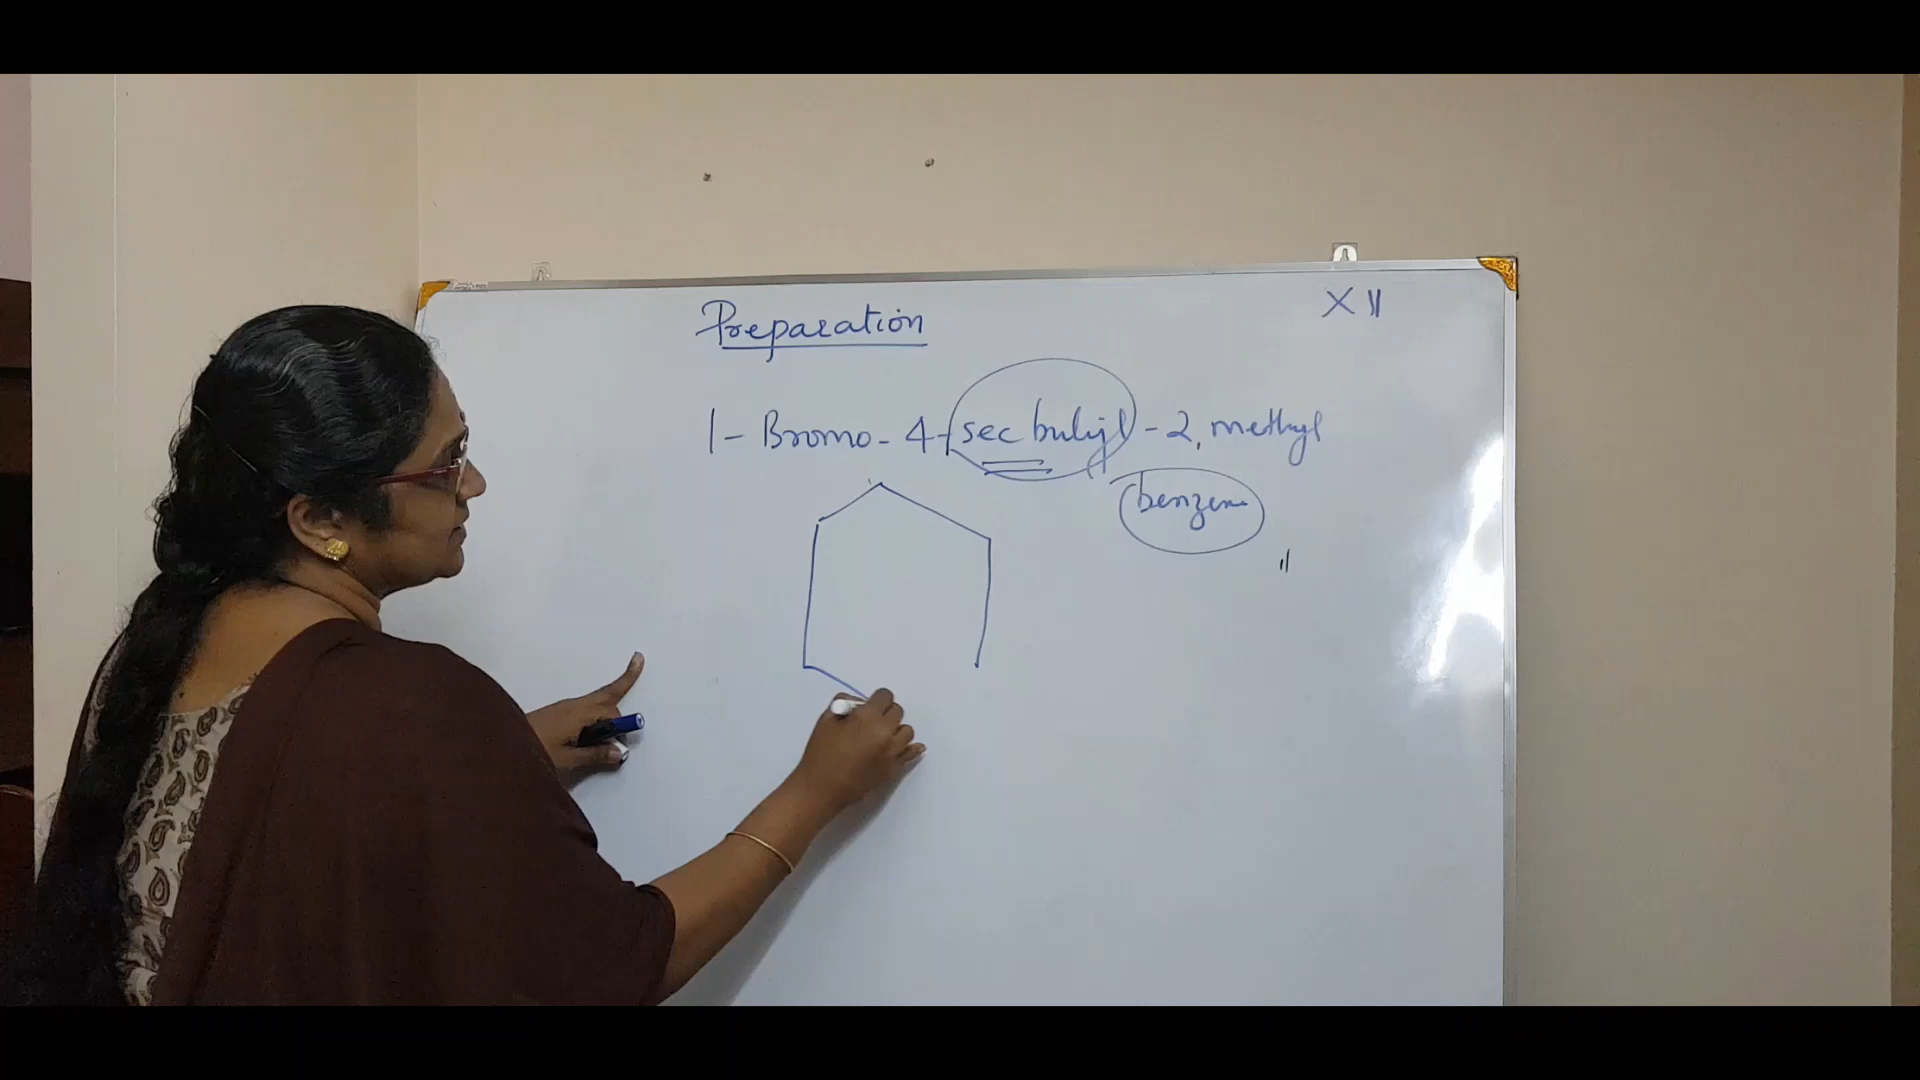 Preparation
XII
1- Bromo - 4 - sec butyl - 2, methyl
benzene